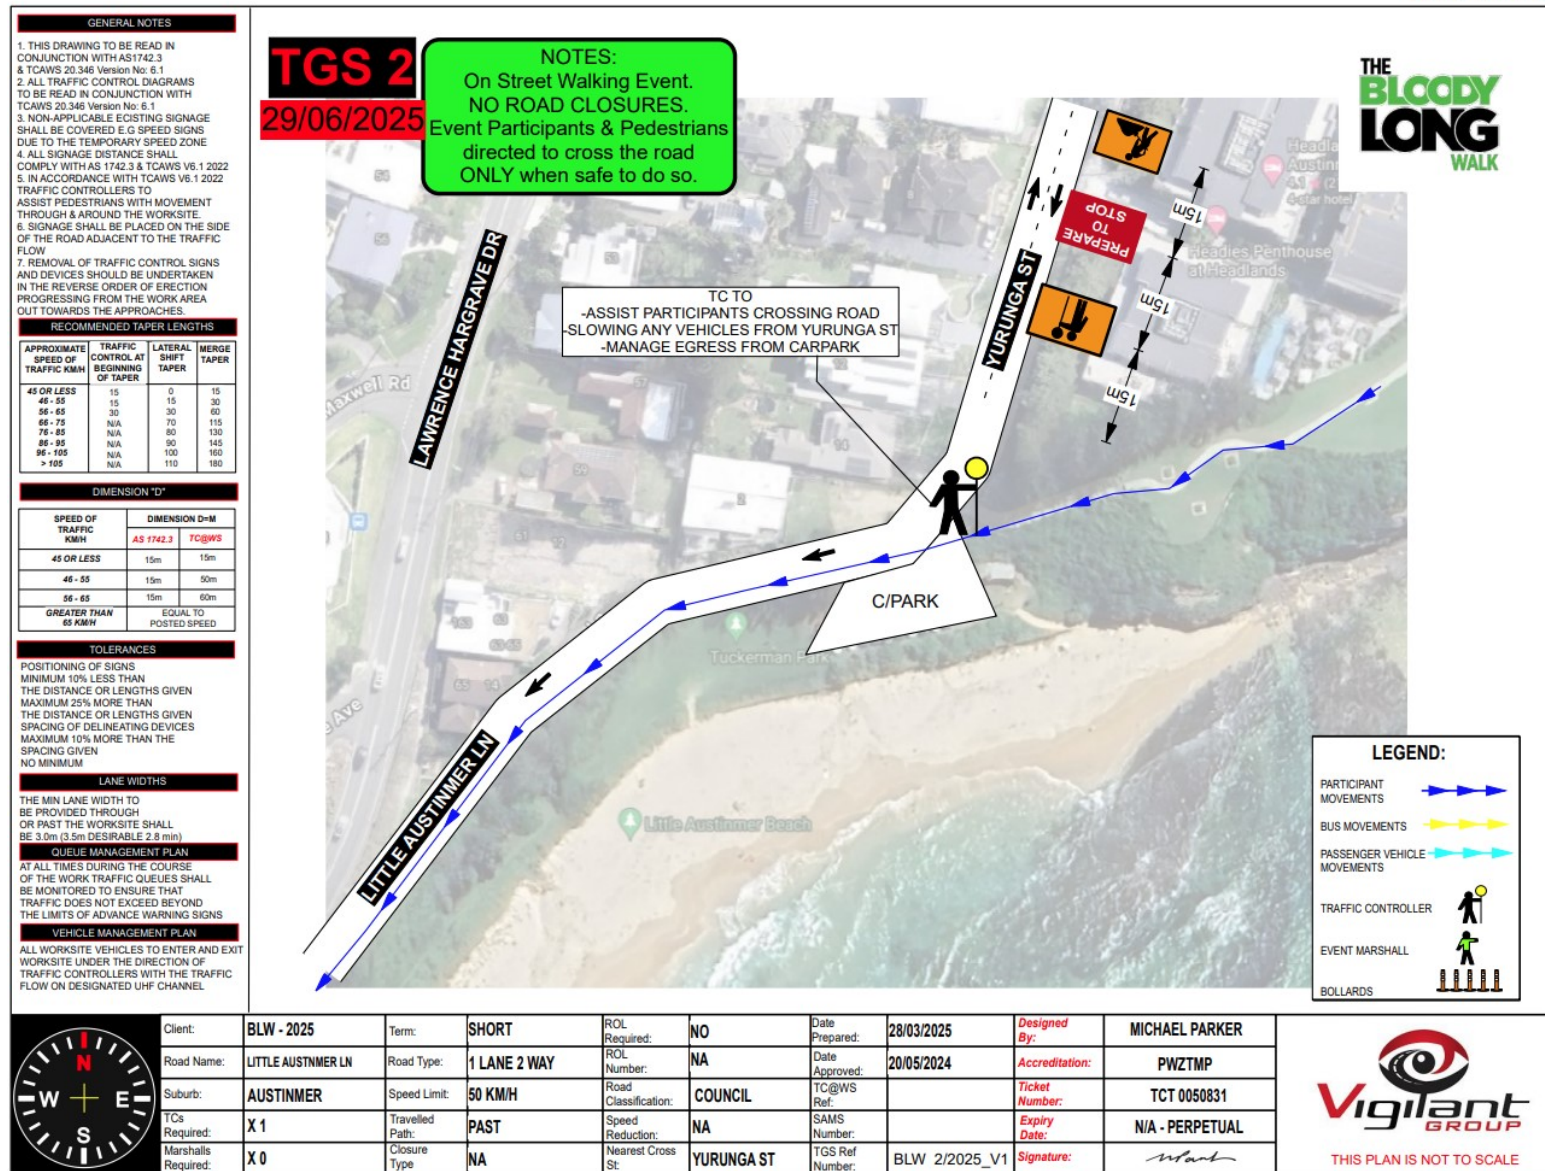 GENERAL NOTES
1. THIS DRAWING TO BE READ IN
CONJUNCTION WITH AS1742.3
& TCAWS 20.346 Version No: 6.1
2. ALL TRAFFIC CONTROL DIAGRAMS
TO BE READ IN CONJUNCTION WITH
TCAWS 20.346 Version No: 6.1
3. NON-APPLICABLE ECISTING SIGNAGE
SHALL BE COVERED E.G SPEED SIGNS
DUE TO THE TEMPORARY SPEED ZONE
4. ALL SIGNAGE DISTANCE SHALL
COMPLY WITH AS 1742.3 & TCAWS V6.1 2022
5. IN ACCORDANCE WITH TCAWS V6.1 2022
TRAFFIC CONTROLLERS TO
ASSIST PEDESTRIANS WITH MOVEMENT
THROUGH & AROUND THE WORKSITE.
6. SIGNAGE SHALL BE PLACED ON THE SIDE
OF THE ROAD ADJACENT TO THE TRAFFIC
FLOW
7. REMOVAL OF TRAFFIC CONTROL SIGNS
AND DEVICES SHOULD BE UNDERTAKEN
IN THE REVERSE ORDER OF ERECTION
PROGRESSING FROM THE WORK AREA
OUT TOWARDS THE APPROACHES.
RECOMMENDED TAPER LENGTHS
APPROXIMATE SPEED OF TRAFFIC KM/H TRAFFIC CONTROL AT BEGINNING OF TAPER LATERAL SHIFT TAPER MERGE TAPER
45 OR LESS 15 0 15
46 - 55 15 15 30
56 - 65 30 30 60
66 - 75 N/A 70 115
76 - 85 N/A 80 130
86 - 95 N/A 90 145
96 - 105 N/A 100 160
> 105 N/A 110 180
DIMENSION "D"
SPEED OF TRAFFIC KM/H DIMENSION D=M
AS 1742.3 TC@WS
45 OR LESS 15m 15m
46 - 55 15m 50m
56 - 65 15m 60m
GREATER THAN 65 KM/H EQUAL TO POSTED SPEED
TOLERANCES
POSITIONING OF SIGNS
MINIMUM 10% LESS THAN
THE DISTANCE OR LENGTHS GIVEN
MAXIMUM 25% MORE THAN
THE DISTANCE OR LENGTHS GIVEN
SPACING OF DELINEATING DEVICES
MAXIMUM 10% MORE THAN THE
SPACING GIVEN
NO MINIMUM
LANE WIDTHS
THE MIN LANE WIDTH TO
BE PROVIDED THROUGH
OR PAST THE WORKSITE SHALL
BE 3.0m (3.5m DESIRABLE 2.8 min)
QUEUE MANAGEMENT PLAN
AT ALL TIMES DURING THE COURSE
OF THE WORK TRAFFIC QUEUES SHALL
BE MONITORED TO ENSURE THAT
TRAFFIC DOES NOT EXCEED BEYOND
THE LIMITS OF ADVANCE WARNING SIGNS
VEHICLE MANAGEMENT PLAN
ALL WORKSITE VEHICLES TO ENTER AND EXIT
WORKSITE UNDER THE DIRECTION OF
TRAFFIC CONTROLLERS WITH THE TRAFFIC
FLOW ON DESIGNATED UHF CHANNEL
TGS 2
29/06/2025
NOTES:
On Street Walking Event.
NO ROAD CLOSURES.
Event Participants & Pedestrians
directed to cross the road
ONLY when safe to do so.
THE
BLOODY
LONG
WALK
PREPARE
TO
STOP
15m
15m
15m
Headies Penthouse
at Headlands
4-star hotel
YURUNGA ST
LAWRENCE HARGRAVE DR
Maxwell Rd
TC TO
-ASSIST PARTICIPANTS CROSSING ROAD
-SLOWING ANY VEHICLES FROM YURUNGA ST
-MANAGE EGRESS FROM CARPARK
54
56
53
57
59
14
2
61
12
163
63
63-65
65
14
C/PARK
Tuckerman Park
Ave
Little Austinmer Beach
LITTLE AUSTINMER LN
LEGEND:
PARTICIPANT
MOVEMENTS
BUS MOVEMENTS
PASSENGER VEHICLE
MOVEMENTS
TRAFFIC CONTROLLER
EVENT MARSHALL
BOLLARDS
N
W E
S
Client: BLW - 2025 Term: SHORT ROL Required: NO Date Prepared: 28/03/2025 Designed By: MICHAEL PARKER
Road Name: LITTLE AUSTNMER LN Road Type: 1 LANE 2 WAY ROL Number: NA Date Approved: 20/05/2024 Accreditation: PWZTMP
Suburb: AUSTINMER Speed Limit: 50 KM/H Road Classification: COUNCIL TC@WS Ref: Ticket Number: TCT 0050831
TCs Required: X 1 Travelled Path: PAST Speed Reduction: NA SAMS Number: Expiry Date: N/A - PERPETUAL
Marshalls Required: X 0 Closure Type NA Nearest Cross St: YURUNGA ST TGS Ref Number: BLW 2/2025_V1 Signature:
Vigilant
GROUP
THIS PLAN IS NOT TO SCALE